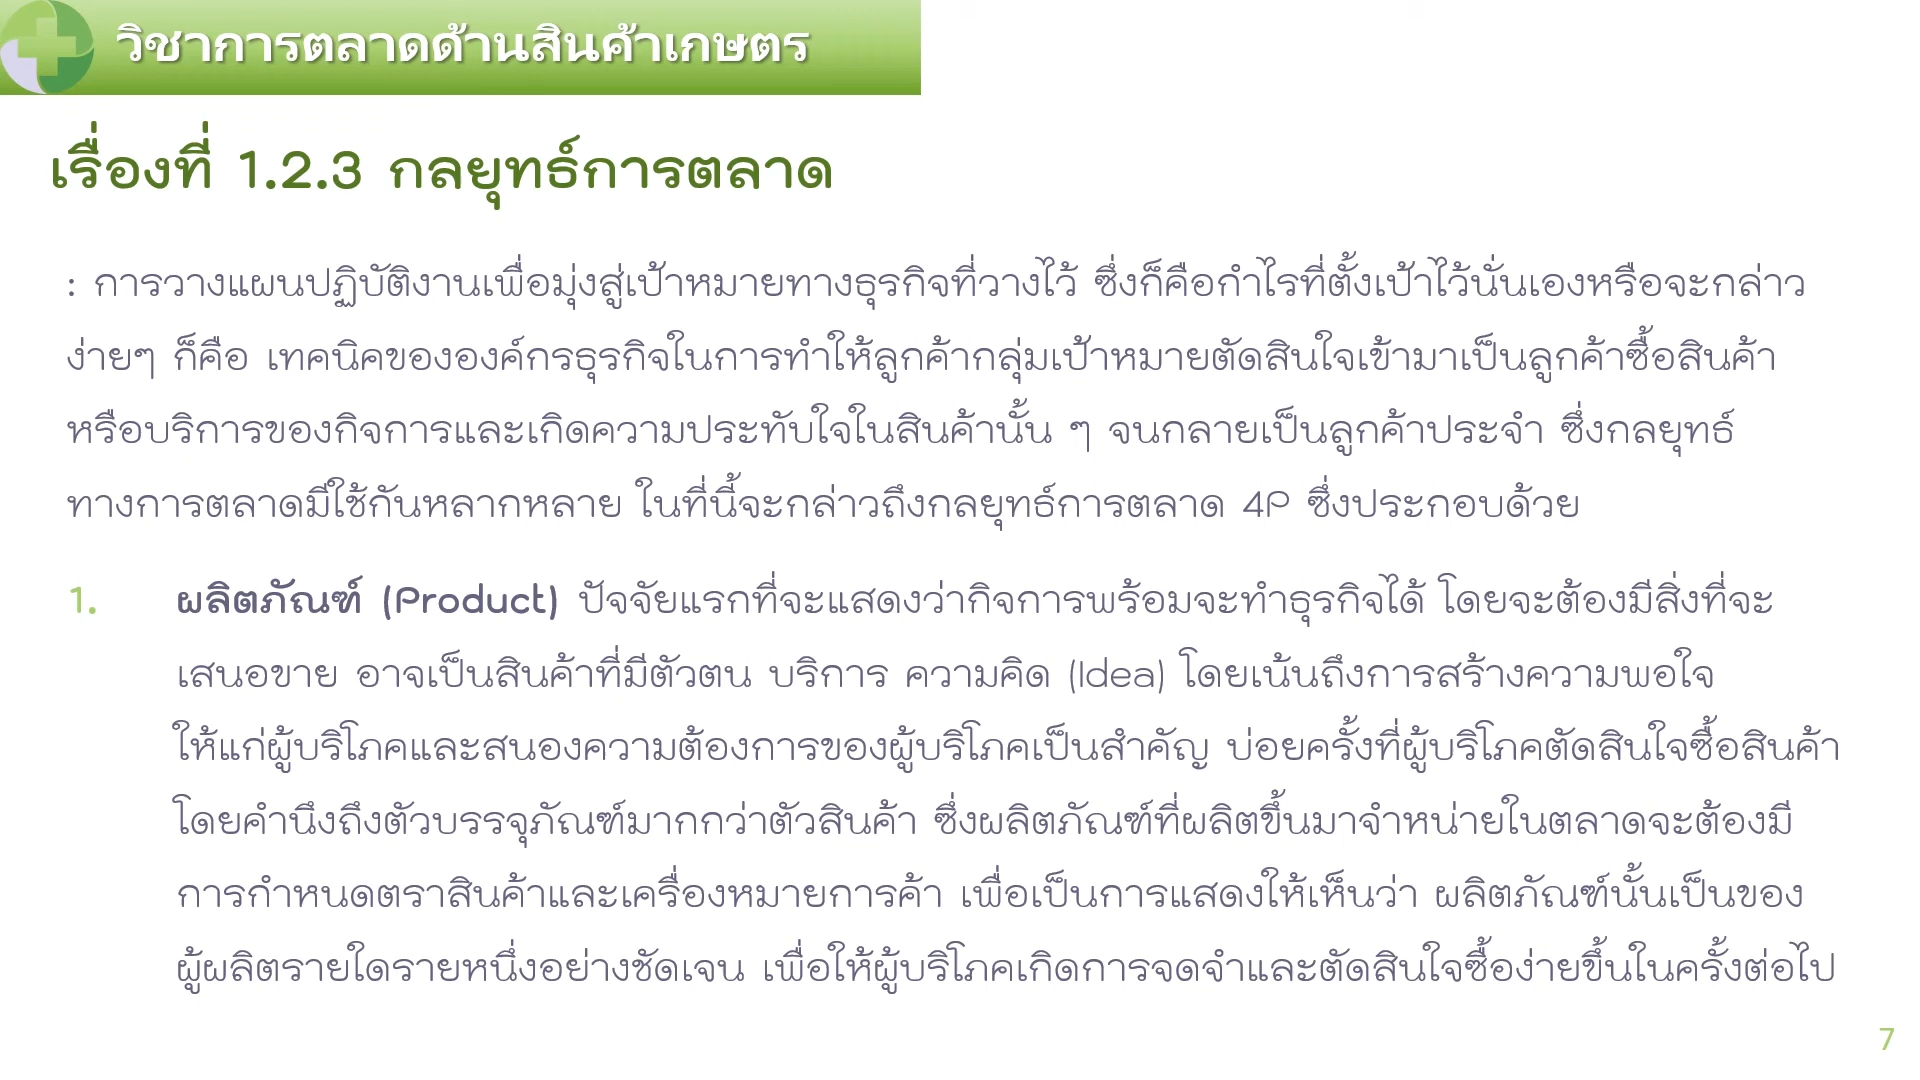 วิชาการตลาดด้านสินค้าเกษตร
เรื่องที่ 1.2.3 กลยุทธ์การตลาด
: การวางแผนปฏิบัติงานเพื่อมุ่งสู่เป้าหมายทางธุรกิจที่วางไว้ ซึ่งก็คือกำไรที่ตั้งเป้าไว้นั่นเองหรือจะกล่าว
ง่ายๆ ก็คือ เทคนิคขององค์กรธุรกิจในการทำให้ลูกค้ากลุ่มเป้าหมายตัดสินใจเข้ามาเป็นลูกค้าซื้อสินค้า
หรือบริการของกิจการและเกิดความประทับใจในสินค้านั้น ๆ จนกลายเป็นลูกค้าประจำ ซึ่งกลยุทธ์
ทางการตลาดมีใช้กันหลากหลาย ในที่นี้จะกล่าวถึงกลยุทธ์การตลาด 4P ซึ่งประกอบด้วย
1. ผลิตภัณฑ์ (Product) ปัจจัยแรกที่จะแสดงว่ากิจการพร้อมจะทำธุรกิจได้ โดยจะต้องมีสิ่งที่จะ
เสนอขาย อาจเป็นสินค้าที่มีตัวตน บริการ ความคิด (Idea) โดยเน้นถึงการสร้างความพอใจ
ให้แก่ผู้บริโภคและสนองความต้องการของผู้บริโภคเป็นสำคัญ บ่อยครั้งที่ผู้บริโภคตัดสินใจซื้อสินค้า
โดยคำนึงถึงตัวบรรจุภัณฑ์มากกว่าตัวสินค้า ซึ่งผลิตภัณฑ์ที่ผลิตขึ้นมาจำหน่ายในตลาดจะต้องมี
การกำหนดตราสินค้าและเครื่องหมายการค้า เพื่อเป็นการแสดงให้เห็นว่า ผลิตภัณฑ์นั้นเป็นของ
ผู้ผลิตรายใดรายหนึ่งอย่างชัดเจน เพื่อให้ผู้บริโภคเกิดการจดจำและตัดสินใจซื้อง่ายขึ้นในครั้งต่อไป
7